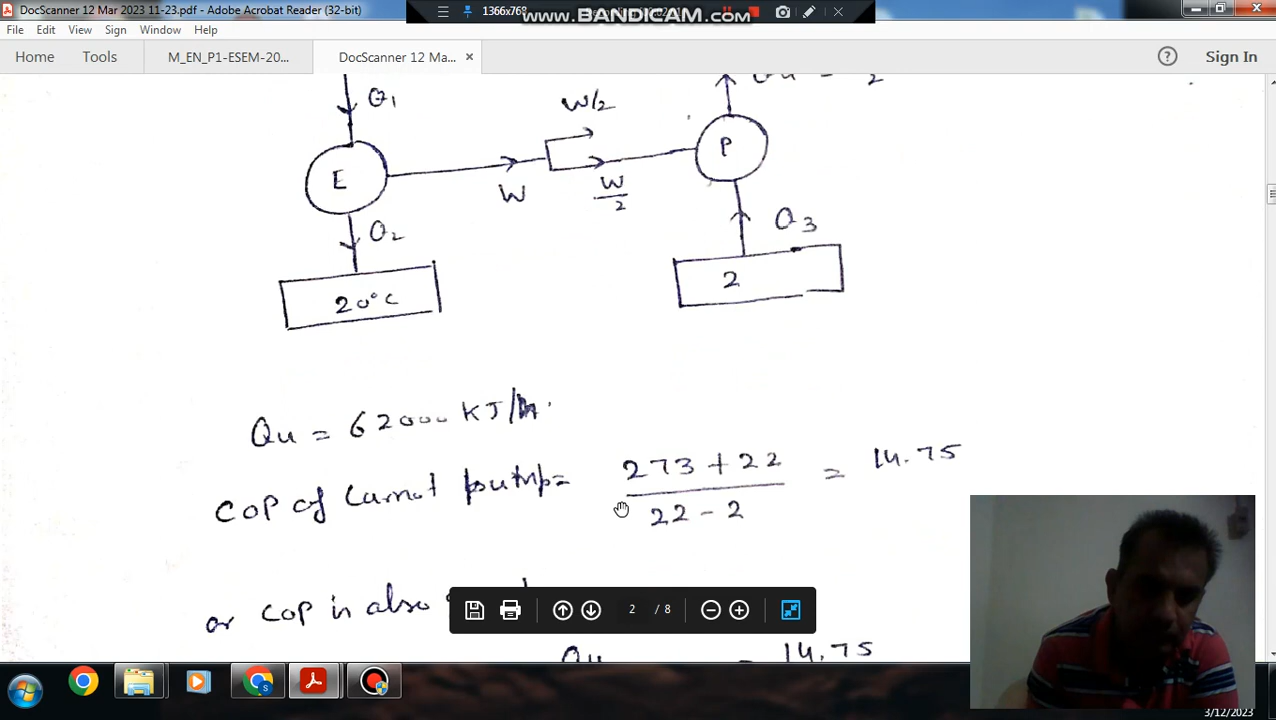 DocScanner 12 Mar 2023 11-23.pdf - Adobe Acrobat Reader (32-bit)
1366x768
www.BANDICAM.com
File Edit View Sign Window Help
Home Tools M_EN_P1-ESEM-20... DocScanner 12 Ma... × Sign In
Q1
W/2
E
W
W/2
P
Q2
Q3
20°C
2
Qu = 62000 KJ/h.
COP of Carnot pump = 273 + 22 / 22 - 2 = 14.75
or COP is also
2 / 8
Qu = 14.75
3/12/2023